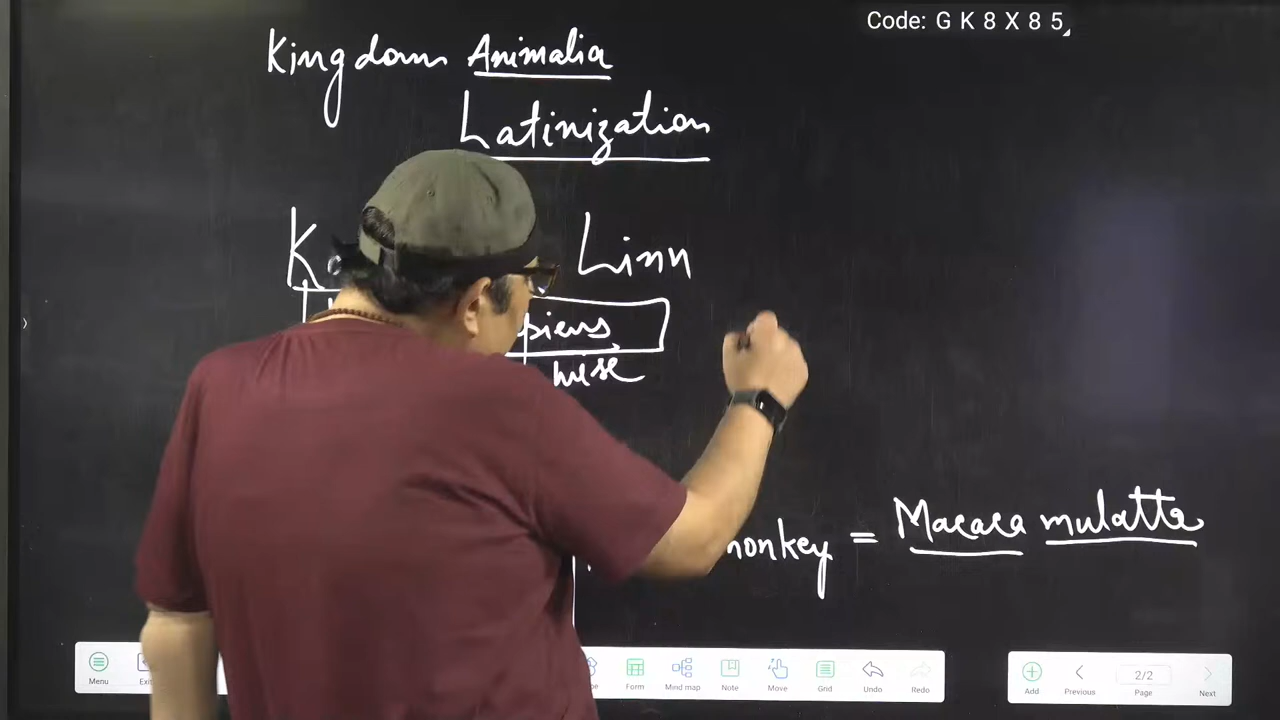 Code: G K 8 X 8 5
Kingdom Animalia
Latinization
Linn
piens
wise
monkey = Macaca mulatta
Menu Form Mind map Note Move Grid Undo Redo Add Previous 2/2 Page Next